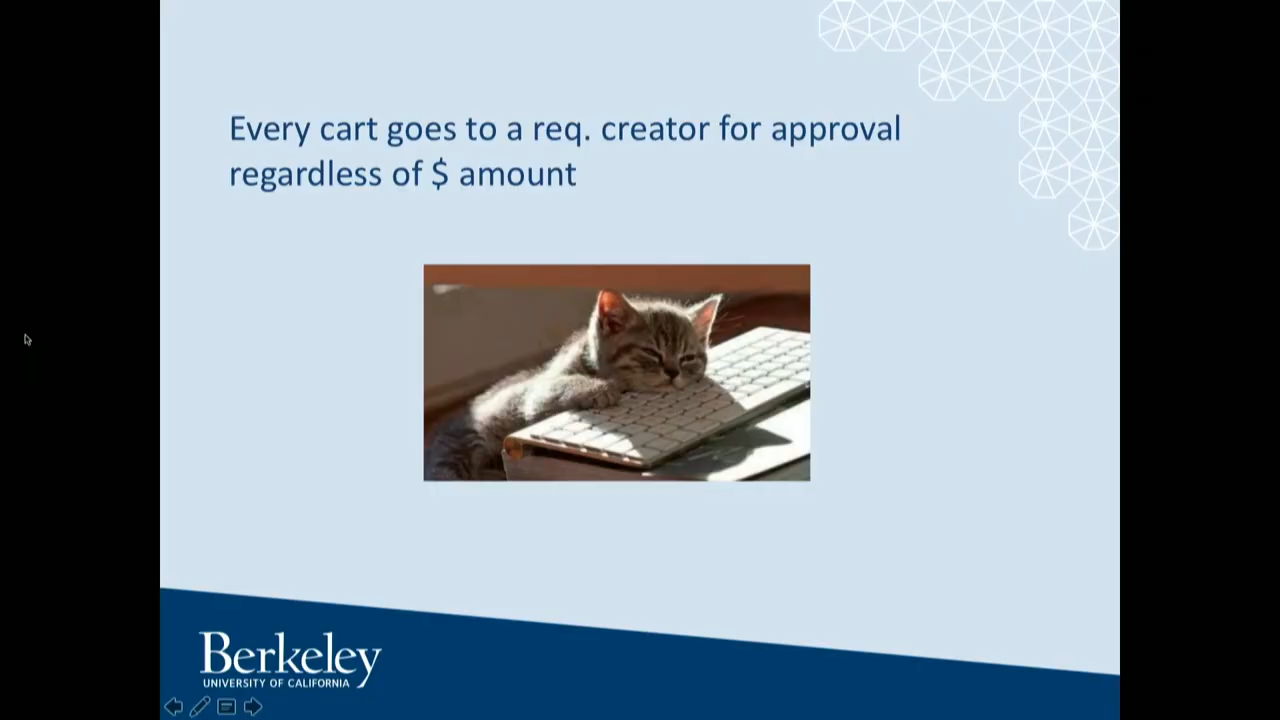 Every cart goes to a req. creator for approval
regardless of $ amount
Berkeley
UNIVERSITY OF CALIFORNIA